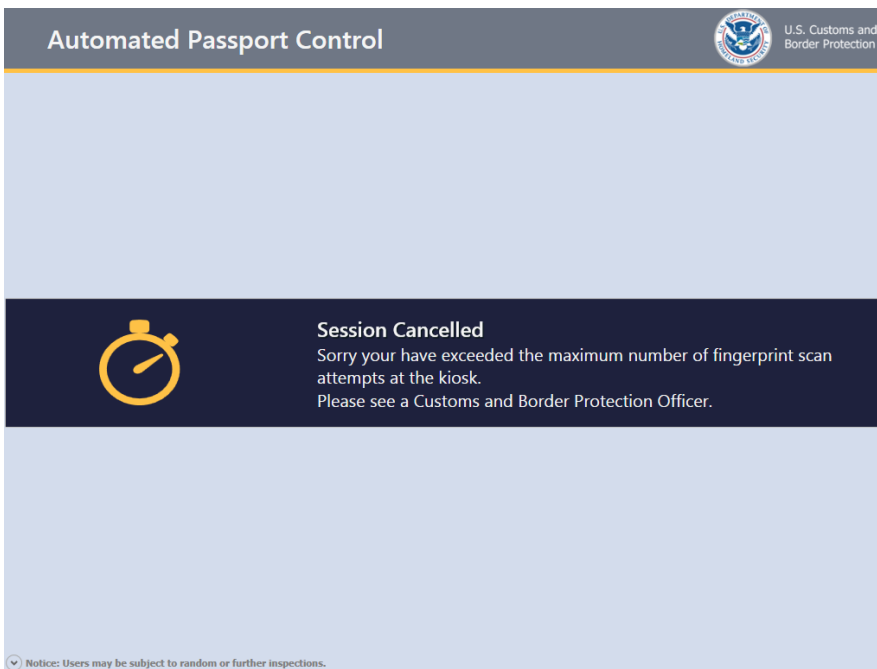 Automated Passport Control
U.S. Customs and
Border Protection
Session Cancelled
Sorry your have exceeded the maximum number of fingerprint scan
attempts at the kiosk.
Please see a Customs and Border Protection Officer.
Notice: Users may be subject to random or further inspections.